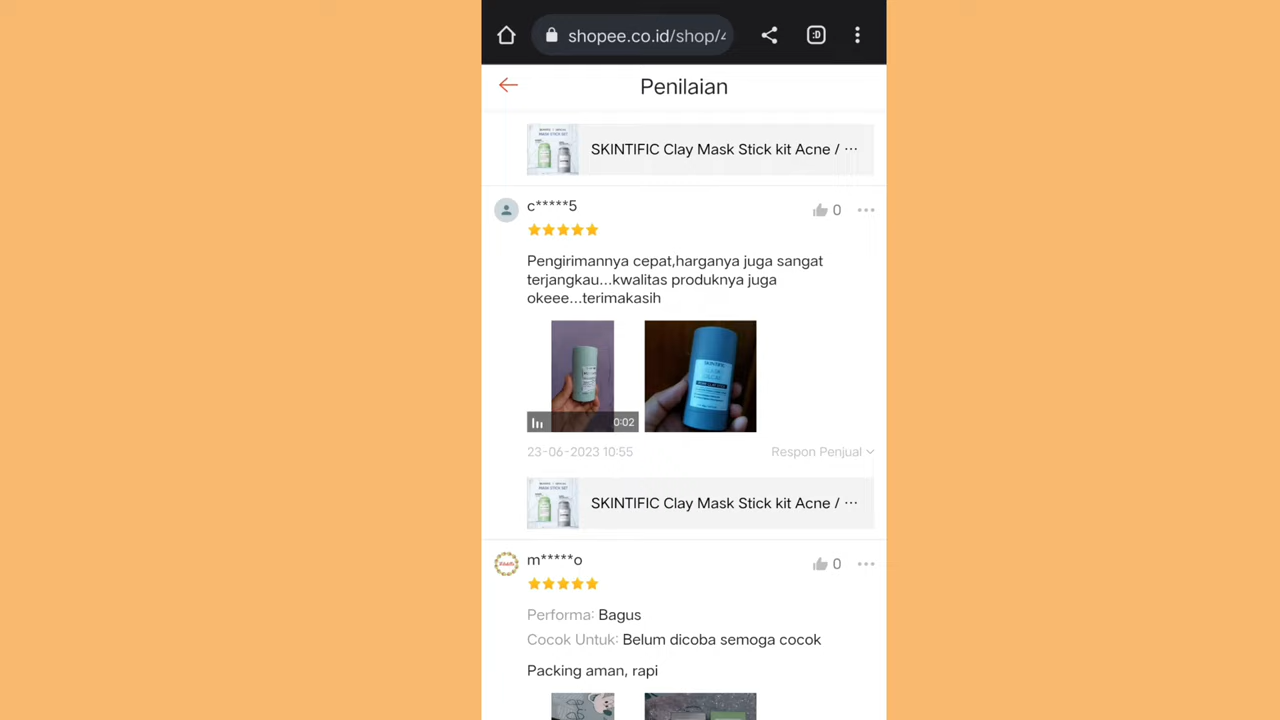 shopee.co.id/shop/4
:D
Penilaian
SKINTIFIC Clay Mask Stick kit Acne / ...
c*****5
0
Pengirimannya cepat,harganya juga sangat
terjangkau...kwalitas produknya juga
okeee...terimakasih
SKINTIFIC
0:02
23-06-2023 10:55
Respon Penjual
SKINTIFIC Clay Mask Stick kit Acne / ...
m*****o
0
Performa: Bagus
Cocok Untuk: Belum dicoba semoga cocok
Packing aman, rapi